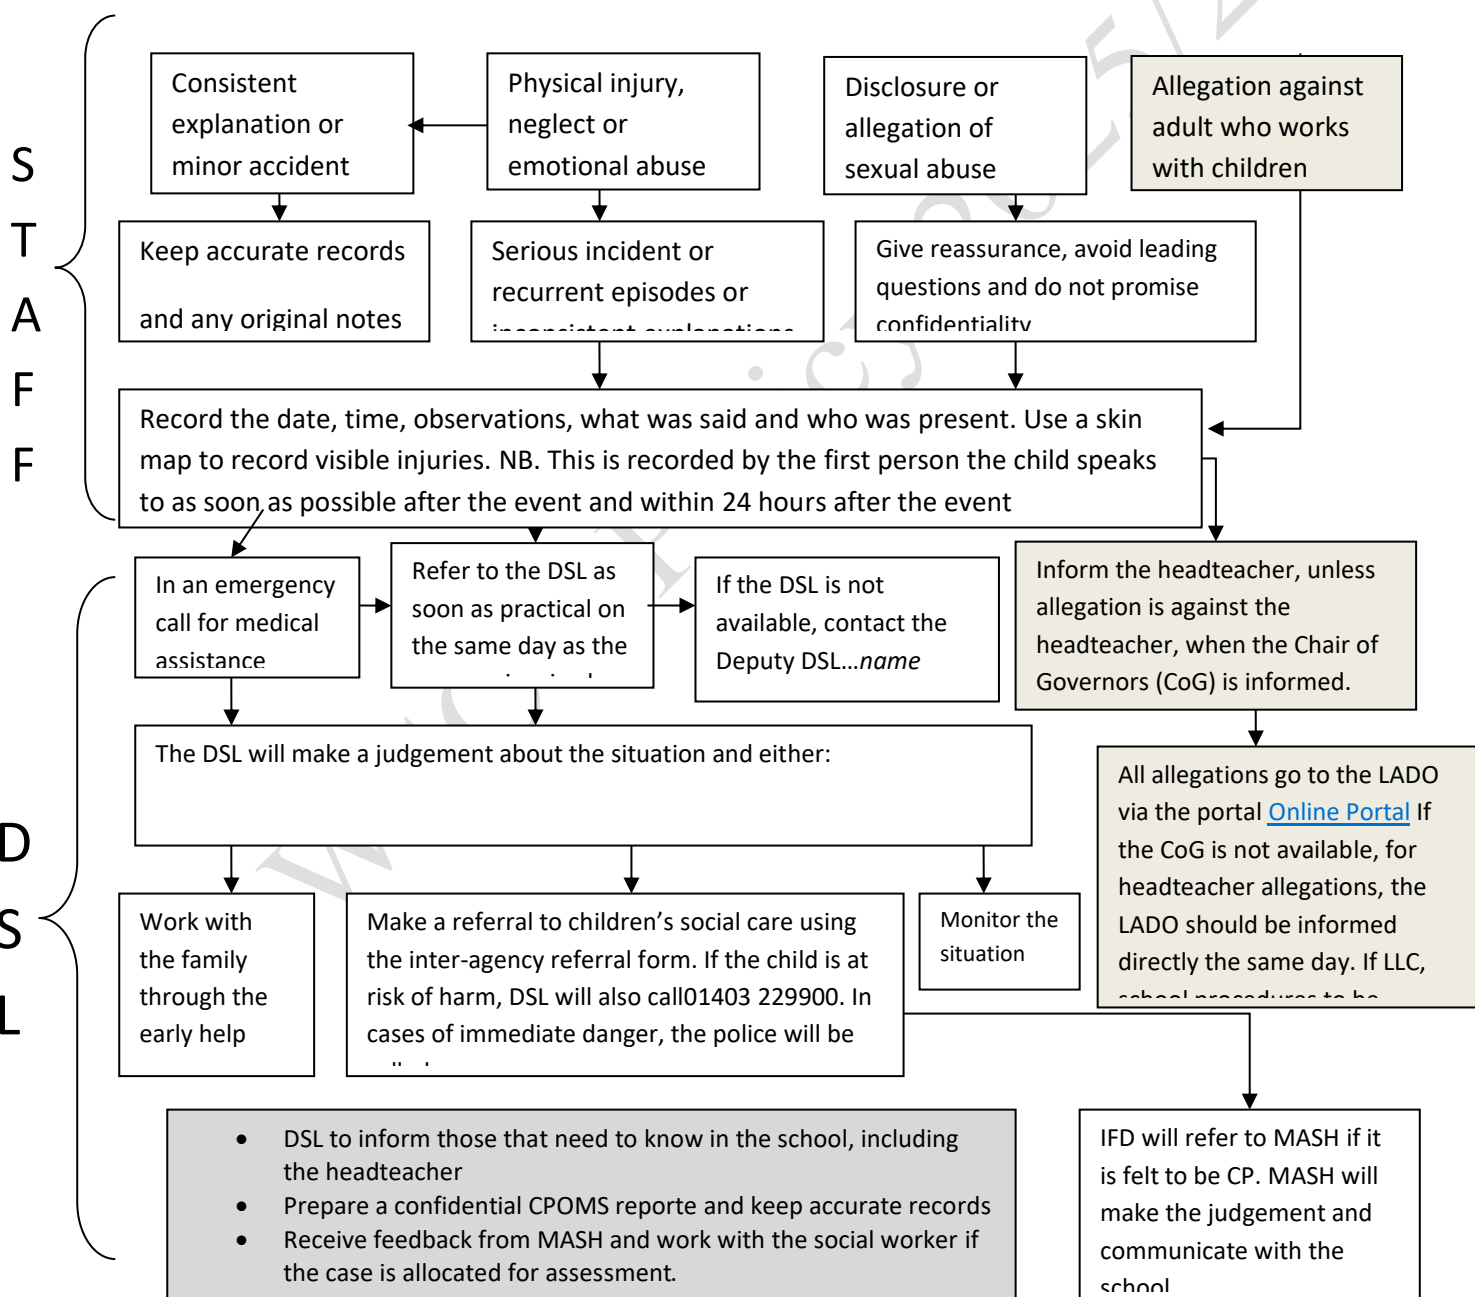 S
T
A
F
F
Consistent
explanation or
minor accident
Physical injury,
neglect or
emotional abuse
Disclosure or
allegation of
sexual abuse
Allegation against
adult who works
with children
Keep accurate records
and any original notes
Serious incident or
recurrent episodes or
inconsistent explanations
Give reassurance, avoid leading
questions and do not promise
confidentiality
Record the date, time, observations, what was said and who was present. Use a skin
map to record visible injuries. NB. This is recorded by the first person the child speaks
to as soon as possible after the event and within 24 hours after the event
D
S
L
In an emergency
call for medical
assistance
Refer to the DSL as
soon as practical on
the same day as the
If the DSL is not
available, contact the
Deputy DSL…name
Inform the headteacher, unless
allegation is against the
headteacher, when the Chair of
Governors (CoG) is informed.
The DSL will make a judgement about the situation and either:
All allegations go to the LADO
via the portal Online Portal If
the CoG is not available, for
headteacher allegations, the
LADO should be informed
directly the same day. If LLC,
school procedures to be
Work with
the family
through the
early help
Make a referral to children’s social care using
the inter-agency referral form. If the child is at
risk of harm, DSL will also call01403 229900. In
cases of immediate danger, the police will be
Monitor the
situation
• DSL to inform those that need to know in the school, including
the headteacher
• Prepare a confidential CPOMS reporte and keep accurate records
• Receive feedback from MASH and work with the social worker if
the case is allocated for assessment.
IFD will refer to MASH if it
is felt to be CP. MASH will
make the judgement and
communicate with the
school